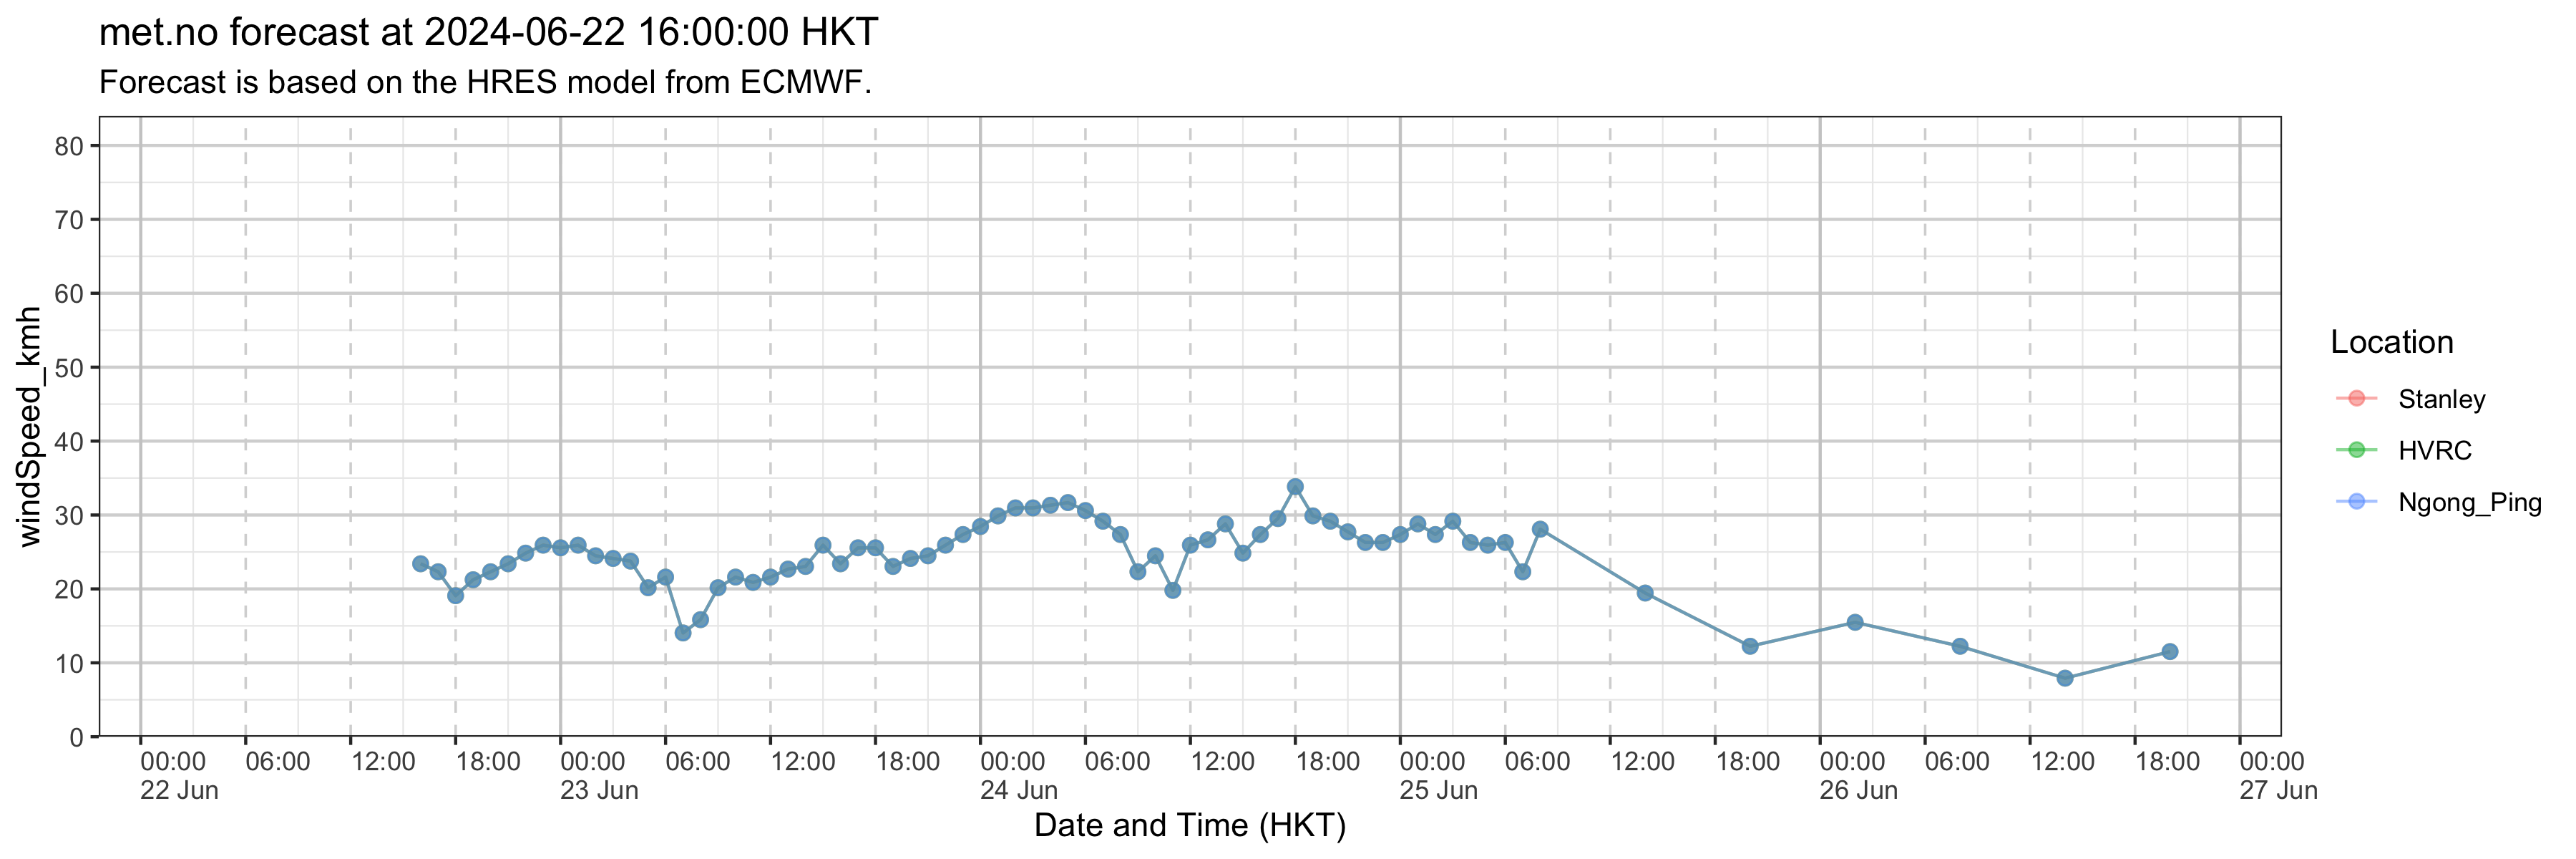 met.no forecast at 2024-06-22 16:00:00 HKT
Forecast is based on the HRES model from ECMWF.
80
70
60
50
40
30
20
10
0
windSpeed_kmh
00:00 06:00 12:00 18:00 00:00 06:00 12:00 18:00 00:00 06:00 12:00 18:00 00:00 06:00 12:00 18:00 00:00 06:00 12:00 18:00 00:00
22 Jun 23 Jun 24 Jun 25 Jun 26 Jun 27 Jun
Date and Time (HKT)
Location
Stanley
HVRC
Ngong_Ping